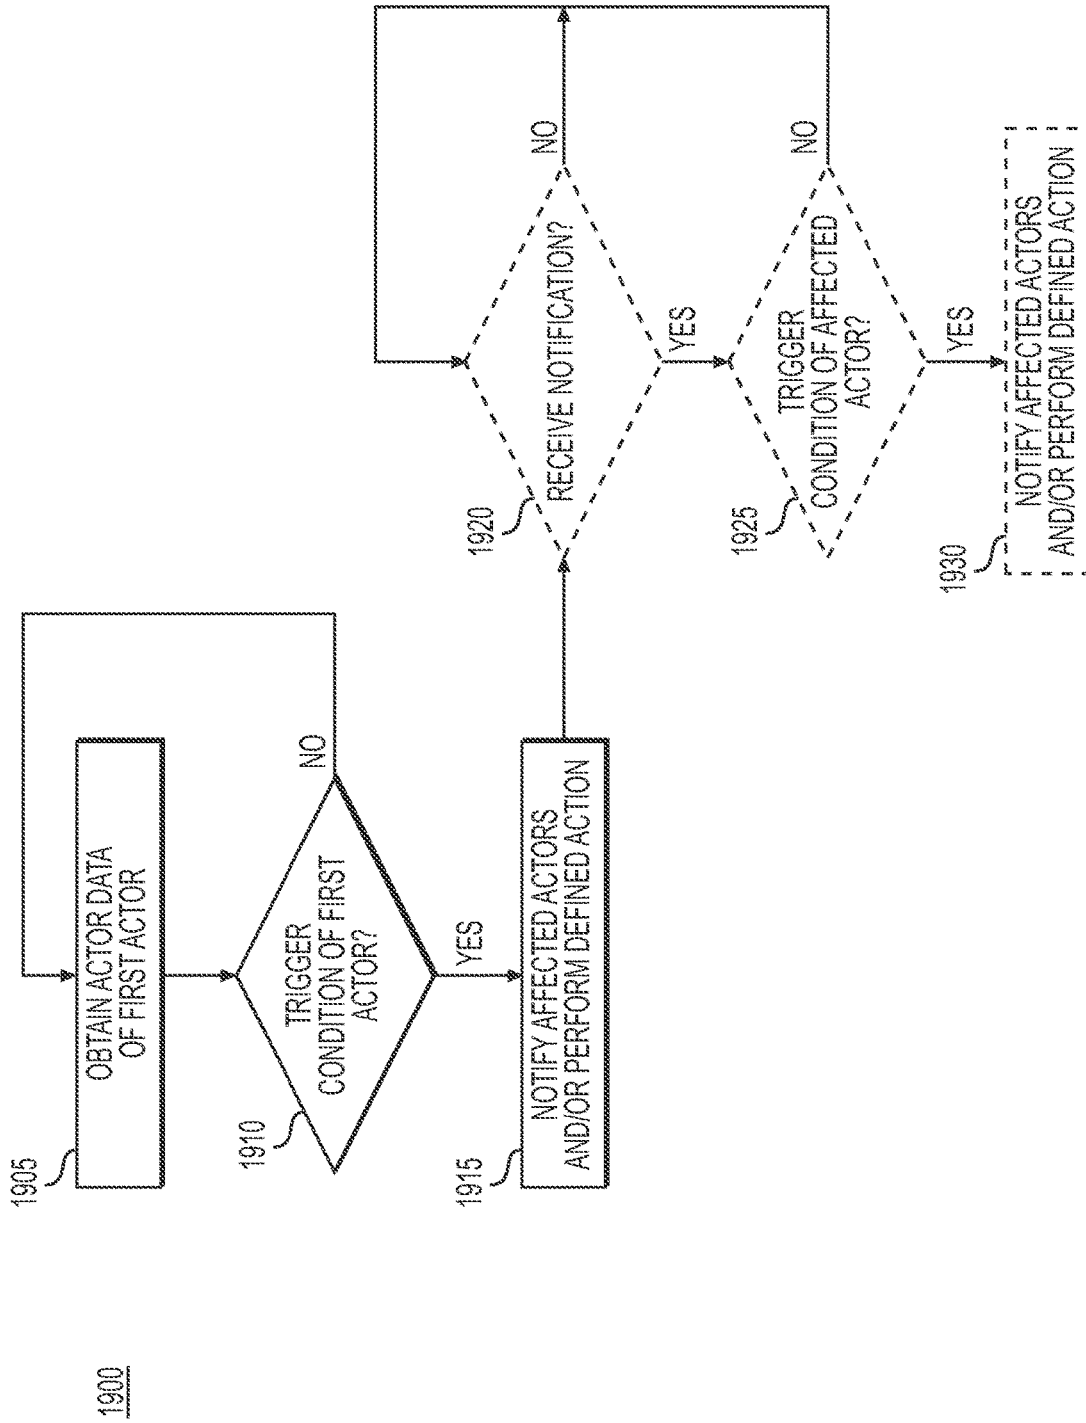 1900
1905
OBTAIN ACTOR DATA
OF FIRST ACTOR
1910
TRIGGER
CONDITION OF FIRST
ACTOR?
NO
YES
1915
NOTIFY AFFECTED ACTORS
AND/OR PERFORM DEFINED ACTION
1920
RECEIVE NOTIFICATION?
NO
YES
1925
TRIGGER
CONDITION OF AFFECTED
ACTOR?
NO
YES
1930
NOTIFY AFFECTED ACTORS
AND/OR PERFORM DEFINED ACTION